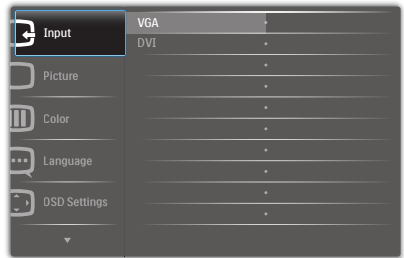 Input
VGA
DVI
Picture
Color
Language
OSD Settings